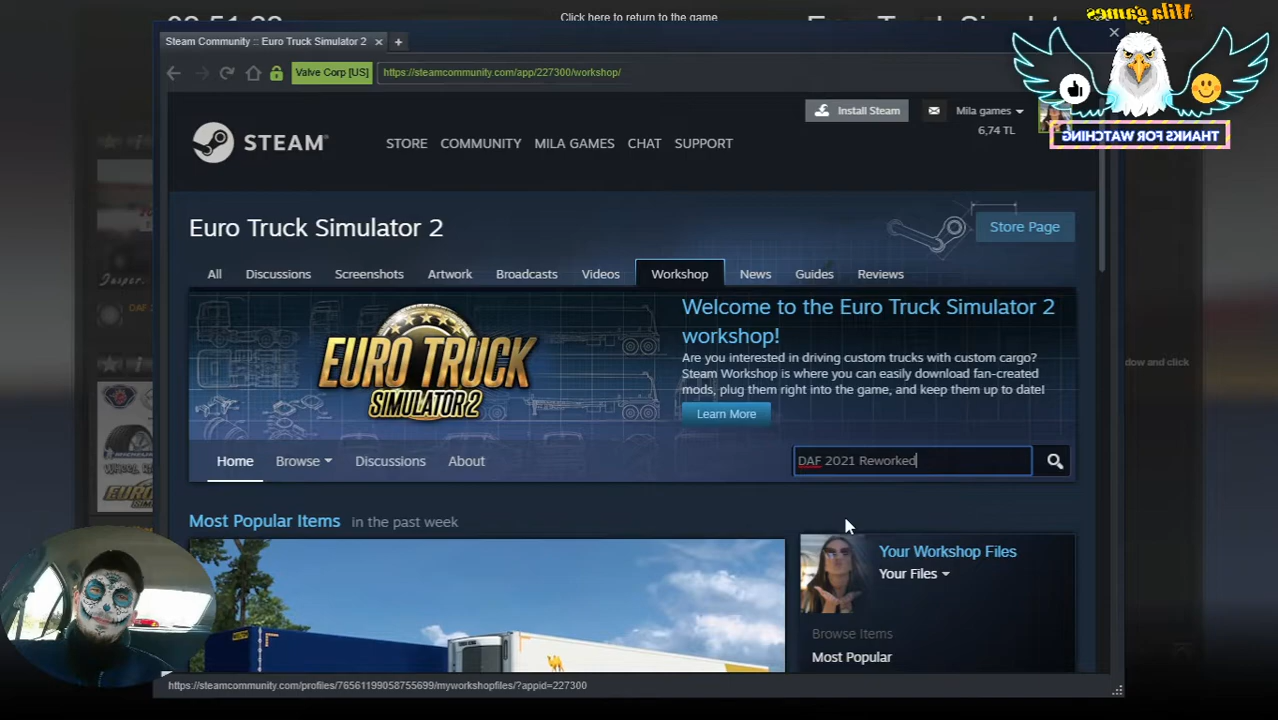 Click here to return to the game
Mila games
Steam Community :: Euro Truck Simulator 2
Valve Corp [US]
https://steamcommunity.com/app/227300/workshop/
THANKS FOR WATCHING
Install Steam
Mila games
6,74 TL
STEAM
STORE COMMUNITY MILA GAMES CHAT SUPPORT
Euro Truck Simulator 2
Store Page
All Discussions Screenshots Artwork Broadcasts Videos Workshop News Guides Reviews
EURO TRUCK
SIMULATOR 2
Welcome to the Euro Truck Simulator 2
workshop!
Are you interested in driving custom trucks with custom cargo?
Steam Workshop is where you can easily download fan-created
mods, plug them right into the game, and keep them up to date!
Learn More
dow and click
Home Browse Discussions About
DAF 2021 Reworked
Most Popular Items in the past week
Your Workshop Files
Your Files
Browse Items
Most Popular
https://steamcommunity.com/profiles/76561199058755699/myworkshopfiles/?appid=227300